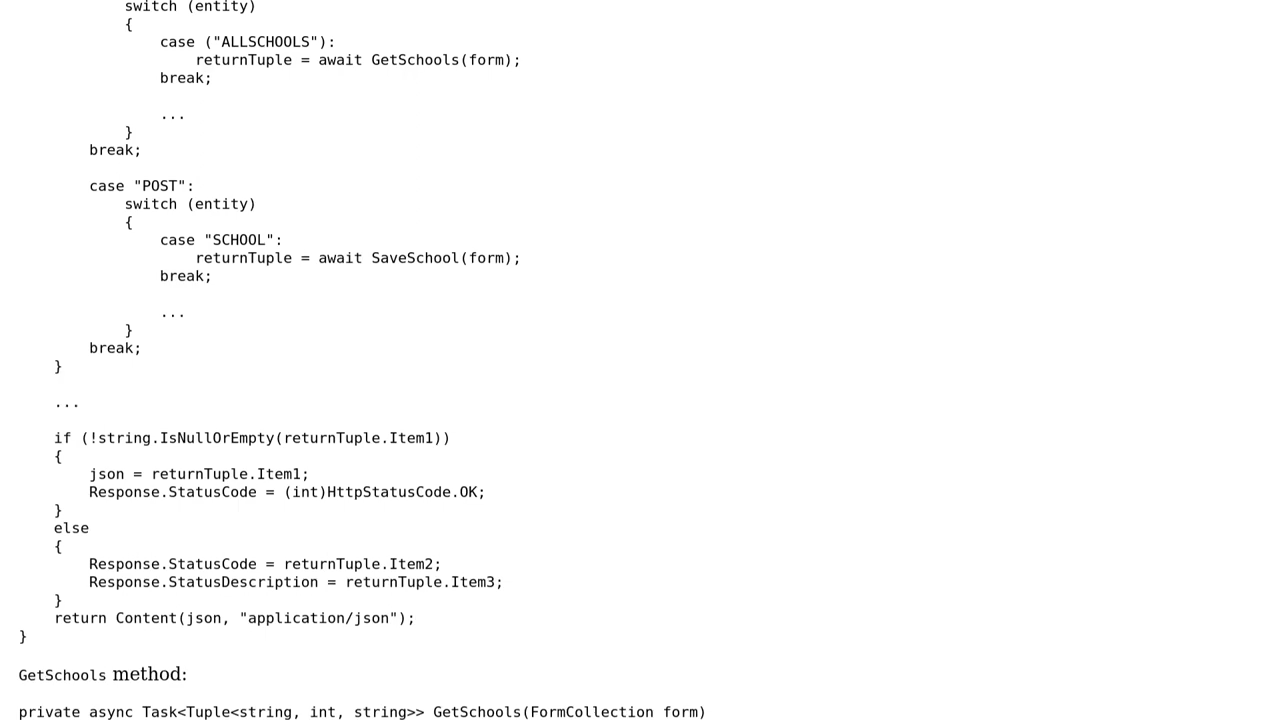 switch (entity)
            {
                case ("ALLSCHOOLS"):
                    returnTuple = await GetSchools(form);
                break;

                ...
            }
        break;

        case "POST":
            switch (entity)
            {
                case "SCHOOL":
                    returnTuple = await SaveSchool(form);
                break;

                ...
            }
        break;
    }

    ...

    if (!string.IsNullOrEmpty(returnTuple.Item1))
    {
        json = returnTuple.Item1;
        Response.StatusCode = (int)HttpStatusCode.OK;
    }
    else
    {
        Response.StatusCode = returnTuple.Item2;
        Response.StatusDescription = returnTuple.Item3;
    }
    return Content(json, "application/json");
}

GetSchools method:

private async Task<Tuple<string, int, string>> GetSchools(FormCollection form)